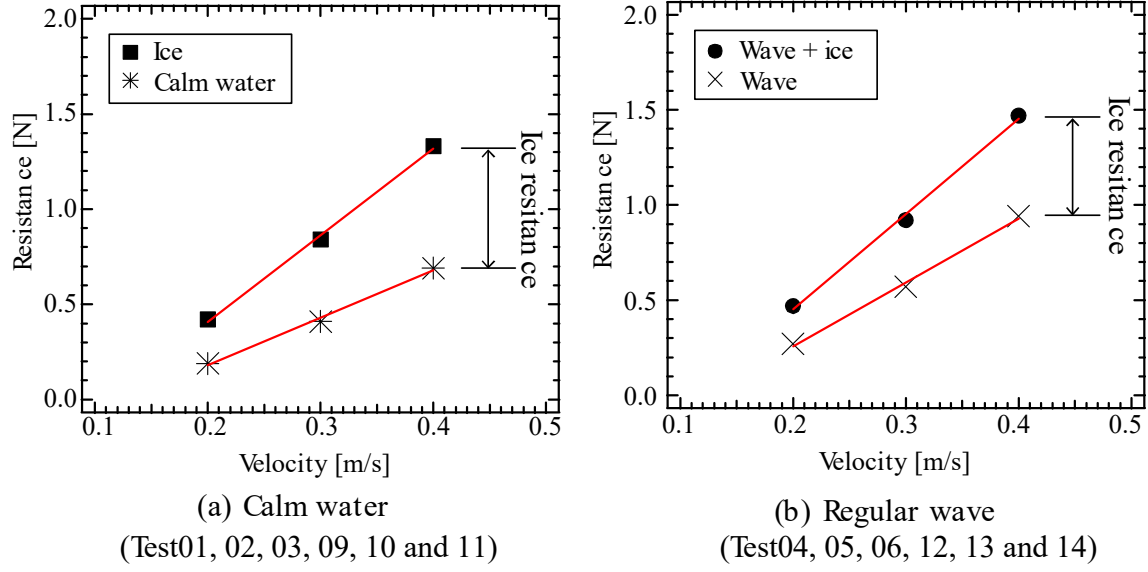 2.0
1.5
1.0
0.5
0.0
Resistan ce [N]
Ice
Calm water
Ice resitan ce
0.1 0.2 0.3 0.4 0.5
Velocity [m/s]
(a) Calm water
(Test01, 02, 03, 09, 10 and 11)
2.0
1.5
1.0
0.5
0.0
Resistan ce [N]
Wave + ice
Wave
Ice resitan ce
0.1 0.2 0.3 0.4 0.5
Velocity [m/s]
(b) Regular wave
(Test04, 05, 06, 12, 13 and 14)